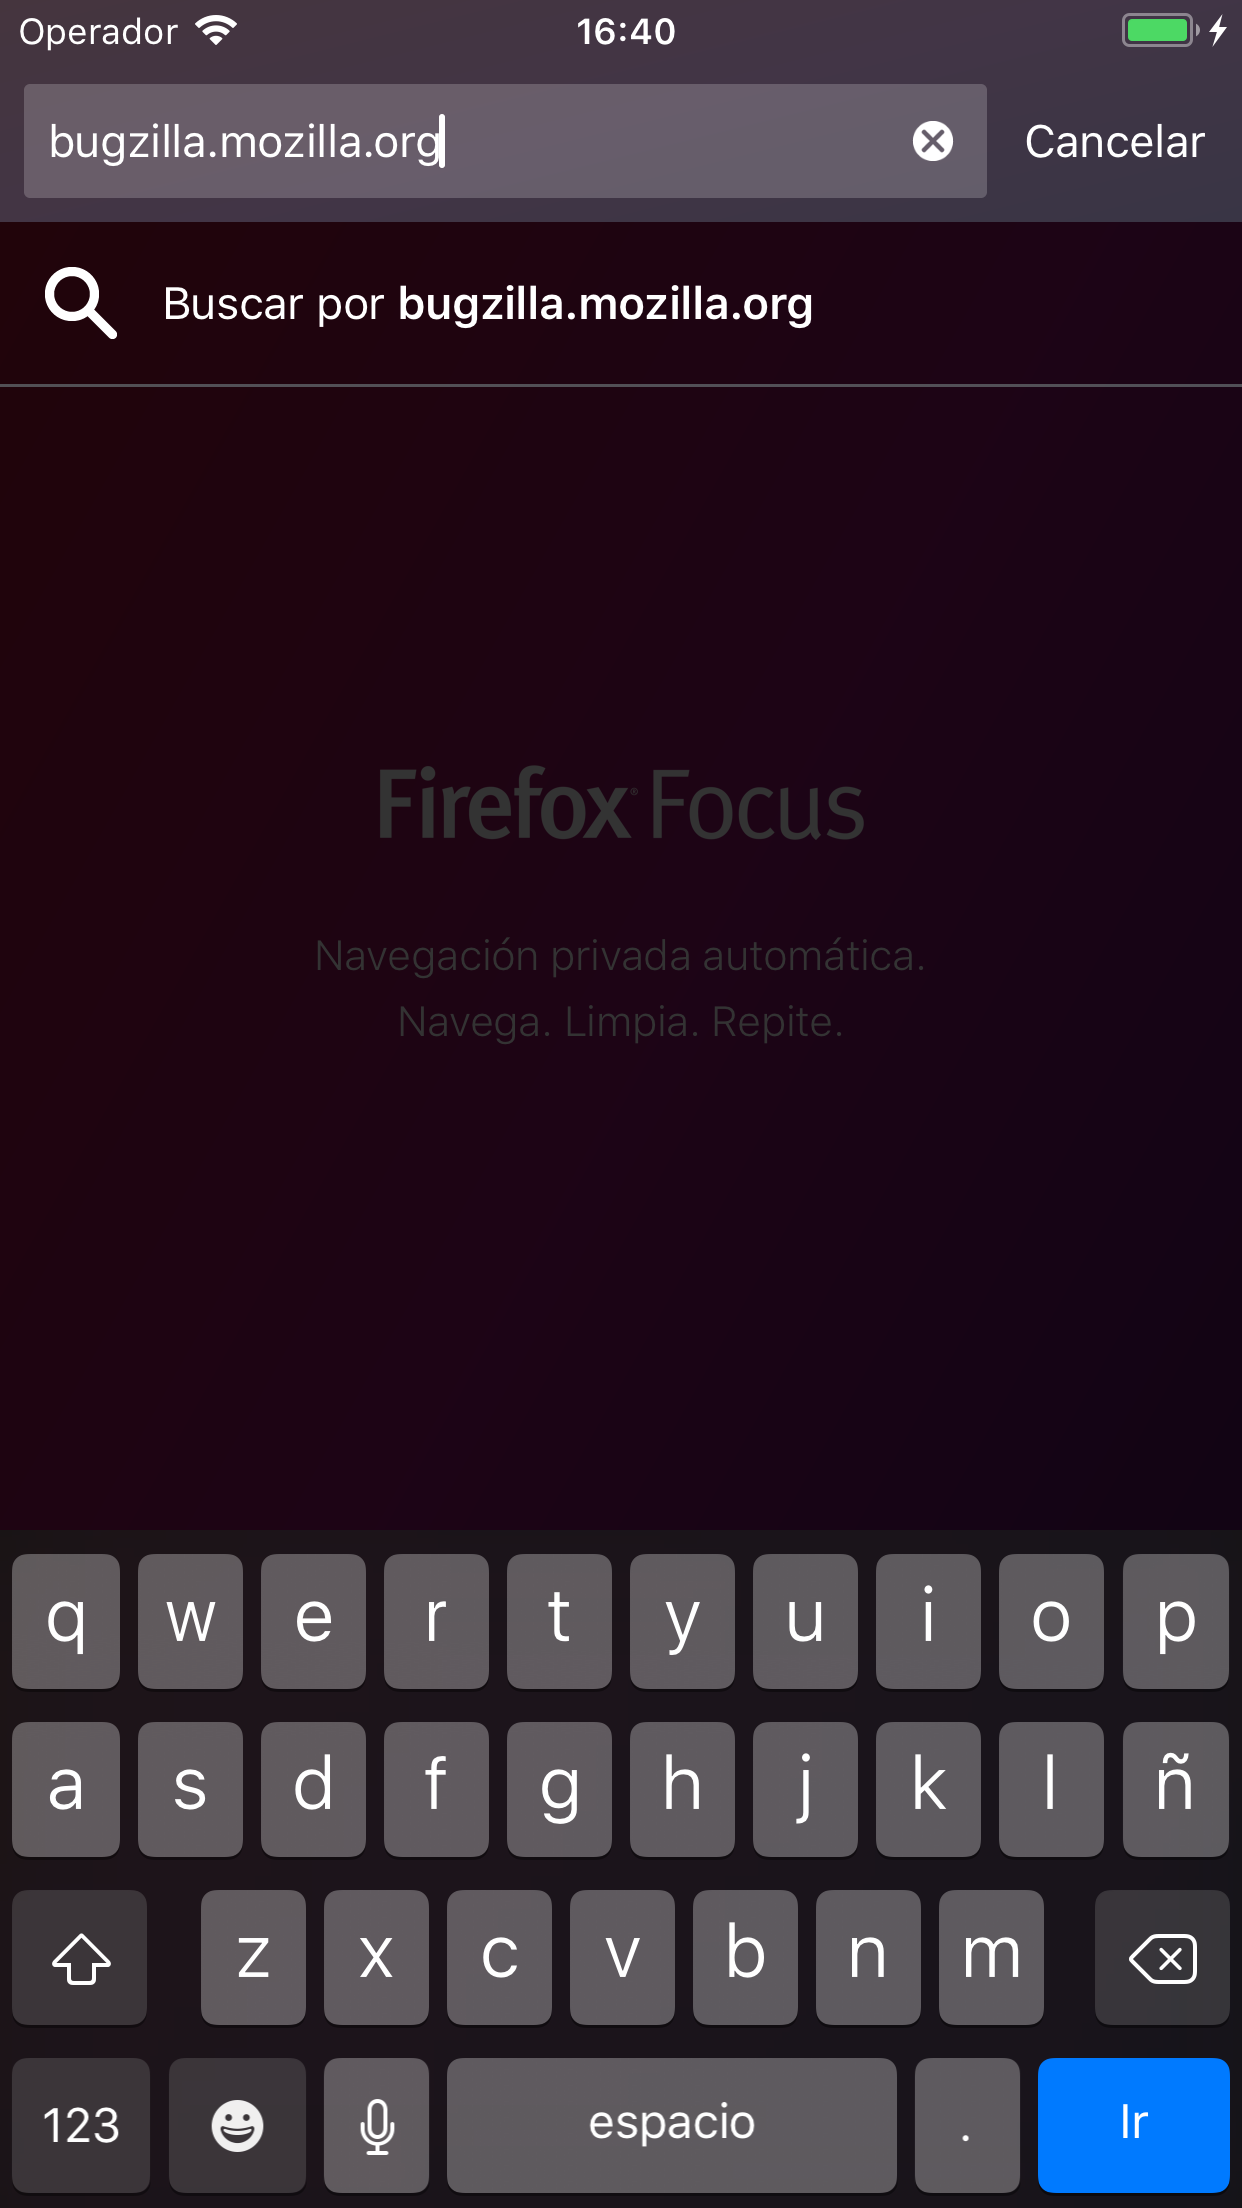 Operador 16:40
bugzilla.mozilla.org Cancelar
Buscar por bugzilla.mozilla.org
Firefox® Focus
Navegación privada automática.
Navega. Limpia. Repite.
q w e r t y u i o p
a s d f g h j k l ñ
z x c v b n m
123 espacio . Ir